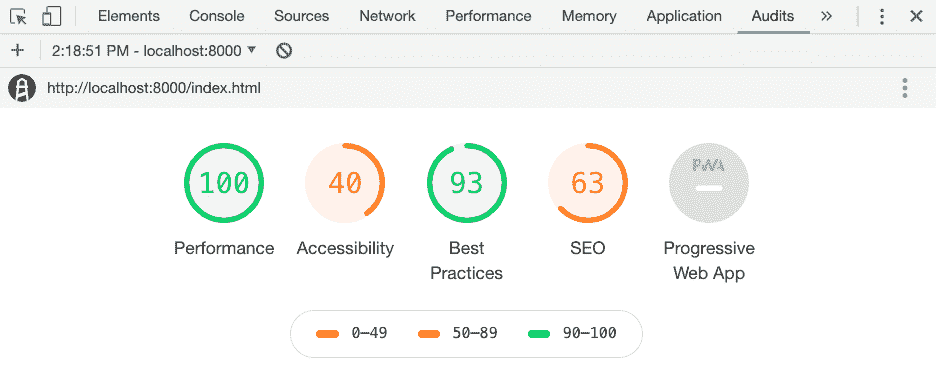 Elements Console Sources Network Performance Memory Application Audits »
2:18:51 PM - localhost:8000
http://localhost:8000/index.html
100 40 93 63 PWA
Performance Accessibility Best Practices SEO Progressive Web App
0–49 50–89 90–100